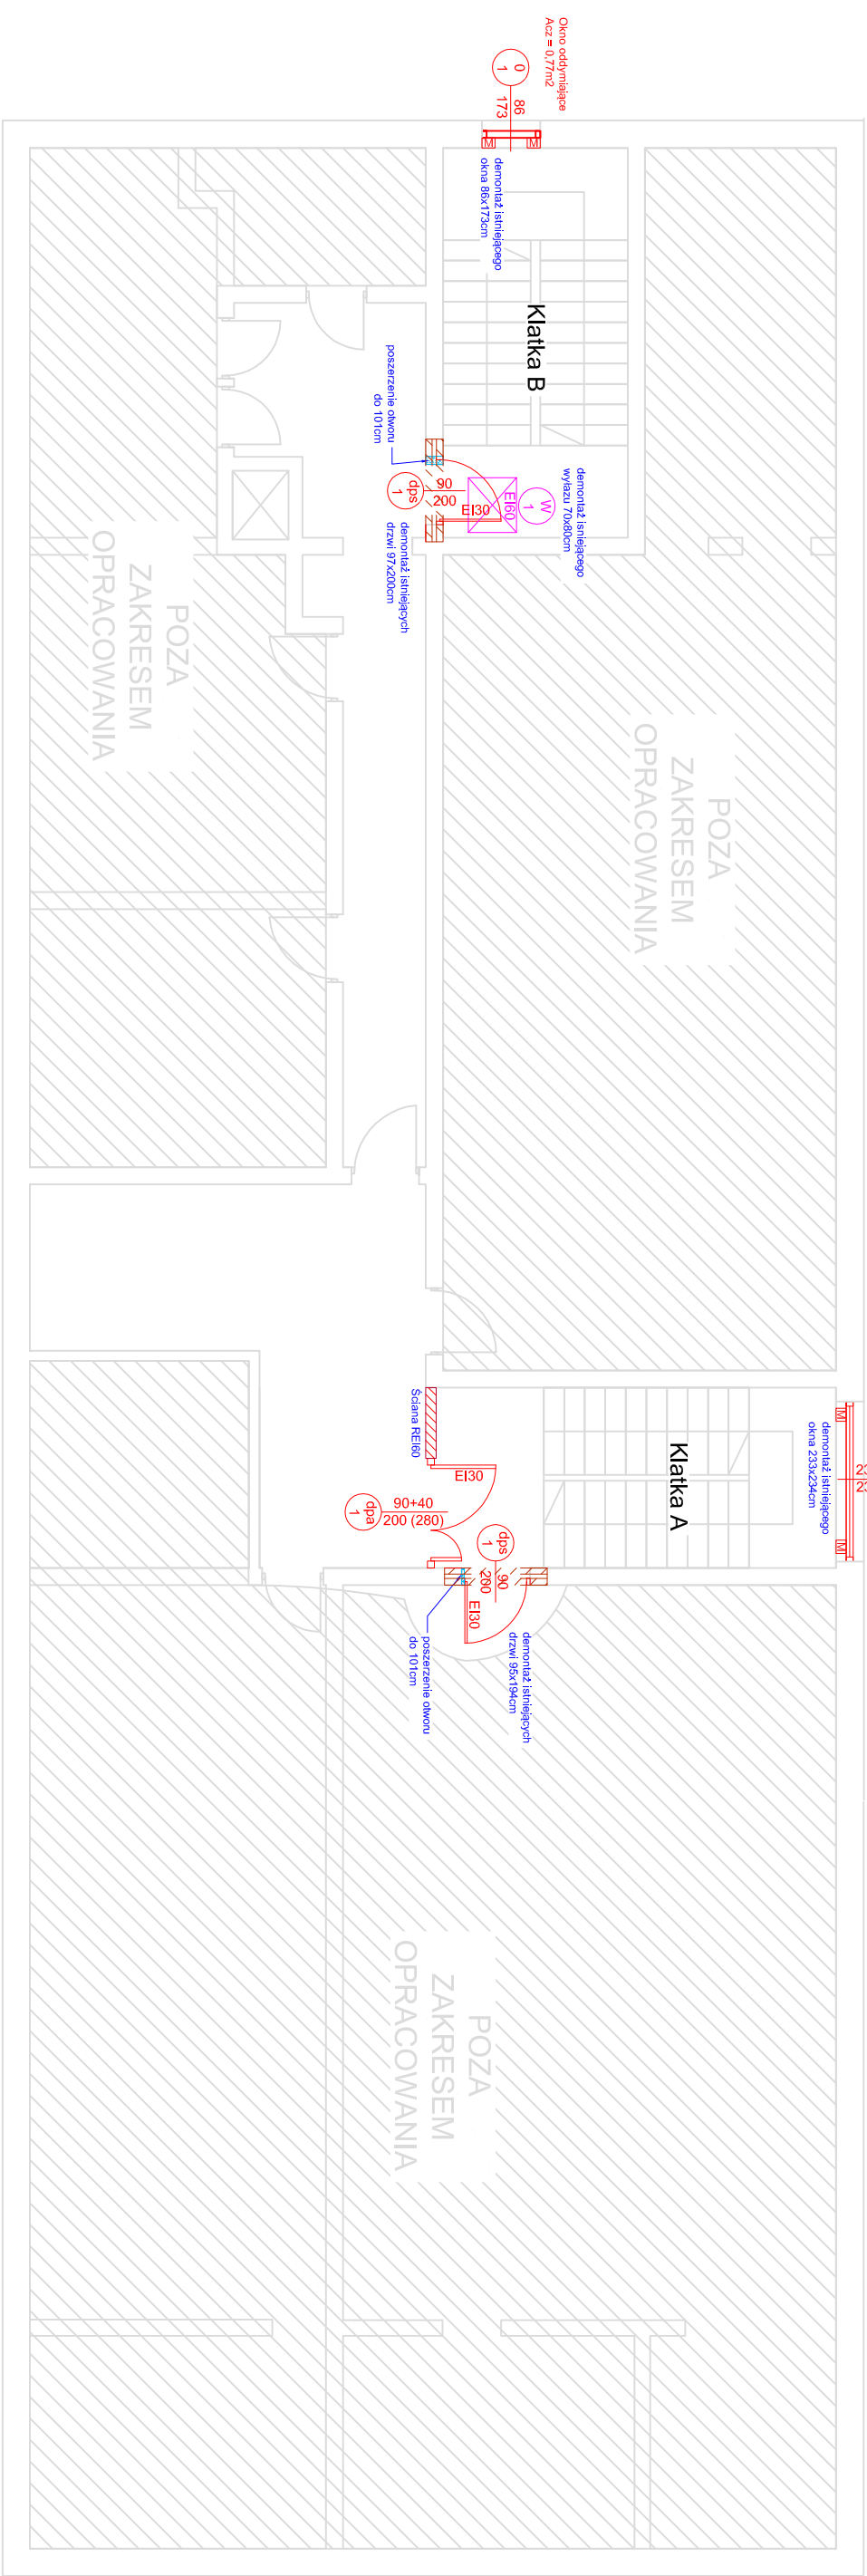 Okno oddymiające
Acz = 0,77m2
0
1
86
173
M
M
demontaż istniejącego
okna 86x173cm
Klatka B
poszerzenie otworu
do 101cm
dps
1
90
200
EI30
EI60
W
1
demontaż isniejącego
wyłazu 70x80cm
demontaż istniejących
drzwi 97x200cm
POZA
ZAKRESEM
OPRACOWANIA
POZA
ZAKRESEM
OPRACOWANIA
Ściana REI60
EI30
dpa
1
90+40
200 (280)
Klatka A
M
M
demontaż istniejącego
okna 233x234cm
dps
1
90
200
EI30
demontaż istniejących
drzwi 95x194cm
poszerzenie otworu
do 101cm
POZA
ZAKRESEM
OPRACOWANIA